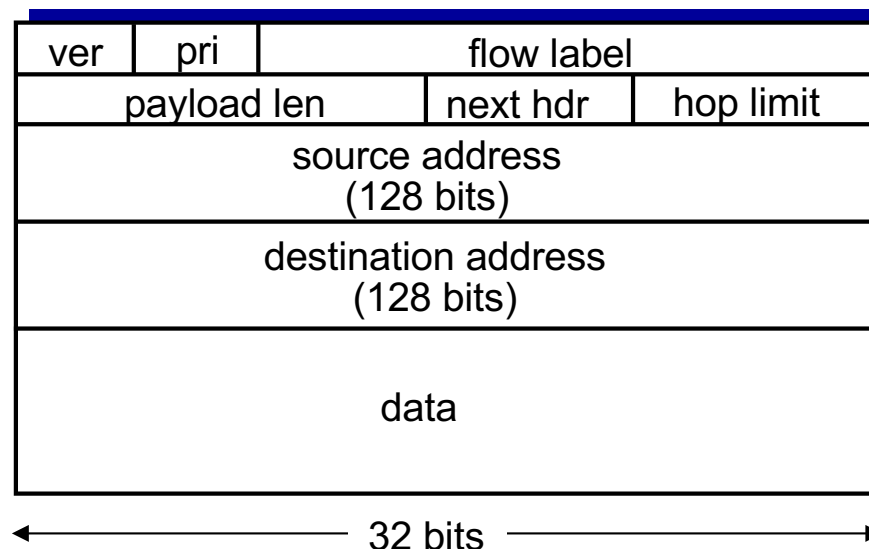 ver pri flow label
payload len next hdr hop limit
source address
(128 bits)
destination address
(128 bits)
data
32 bits